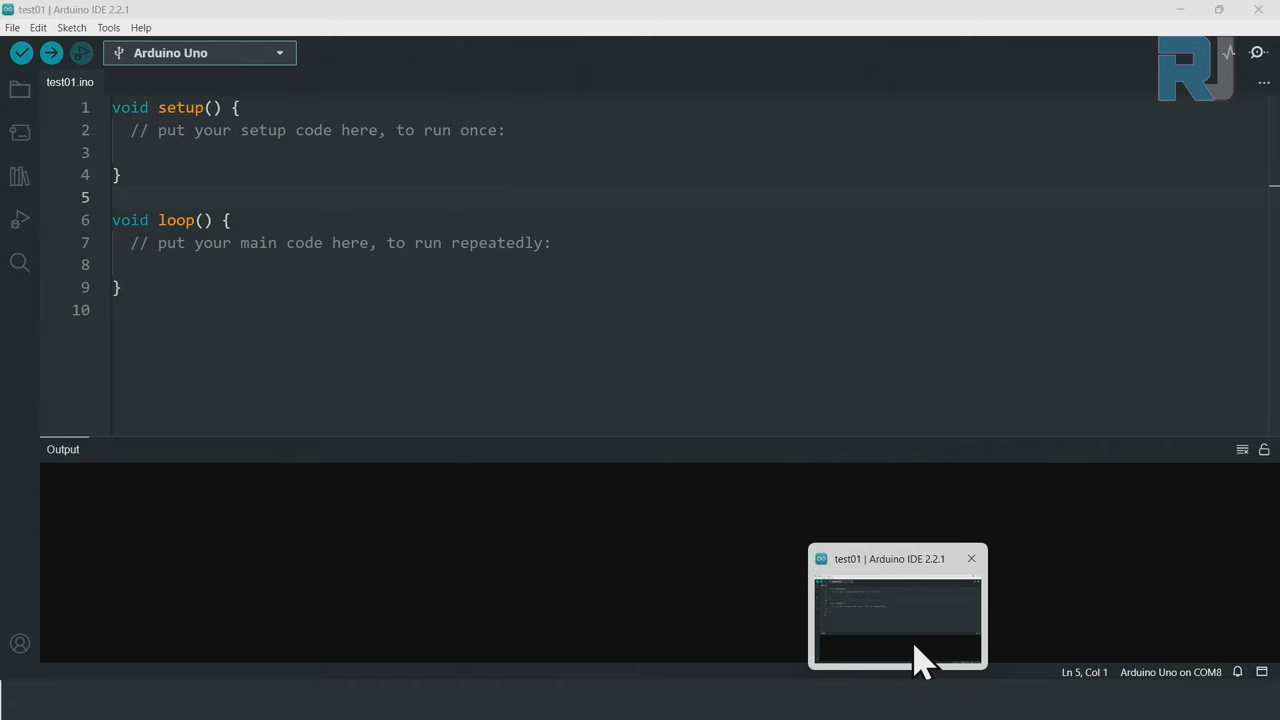 test01 | Arduino IDE 2.2.1
File Edit Sketch Tools Help
Arduino Uno
RJ
test01.ino
1 void setup() {
2 // put your setup code here, to run once:
3
4 }
5
6 void loop() {
7 // put your main code here, to run repeatedly:
8
9 }
10
Output
test01 | Arduino IDE 2.2.1
Ln 5, Col 1 Arduino Uno on COM8